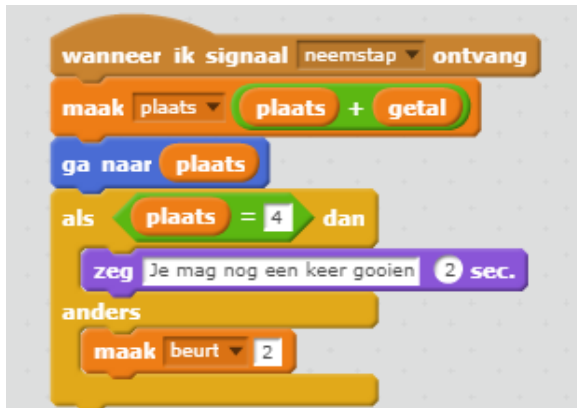 wanneer ik signaal neemstap ontvang
maak plaats plaats + getal
ga naar plaats
als plaats = 4 dan
zeg Je mag nog een keer gooien 2 sec.
anders
maak beurt 2